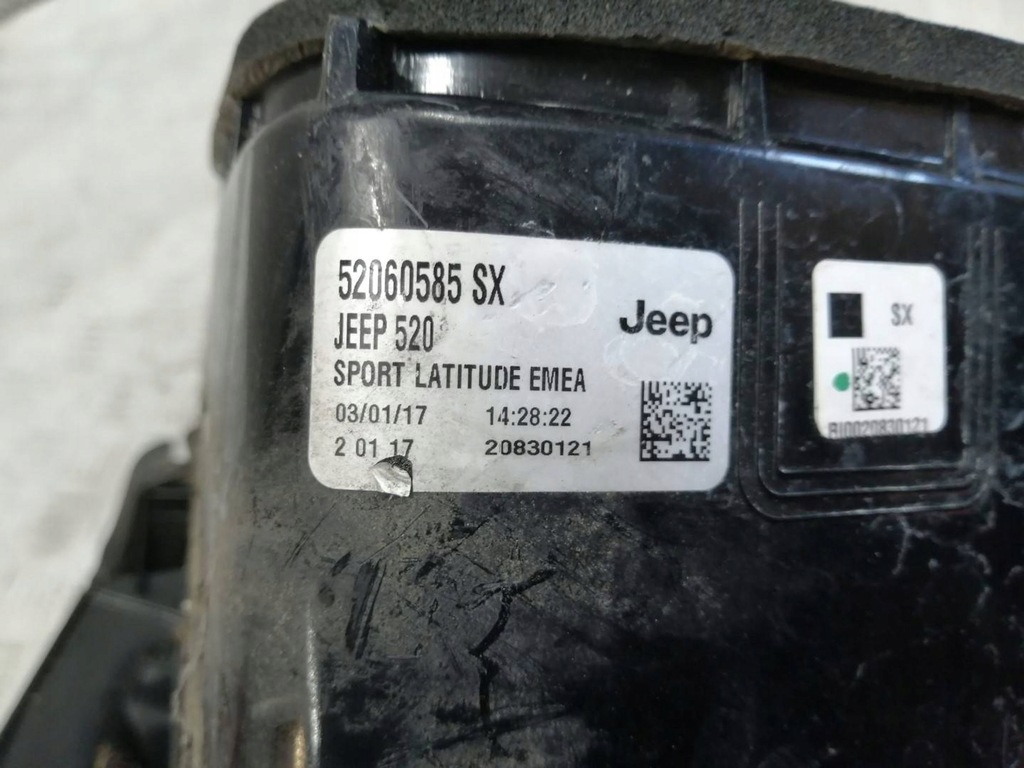 52060585 SX
JEEP 520
Jeep
SPORT LATITUDE EMEA
03/01/17 14:28:22
2 01 17 20830121
SX
BI0020830121